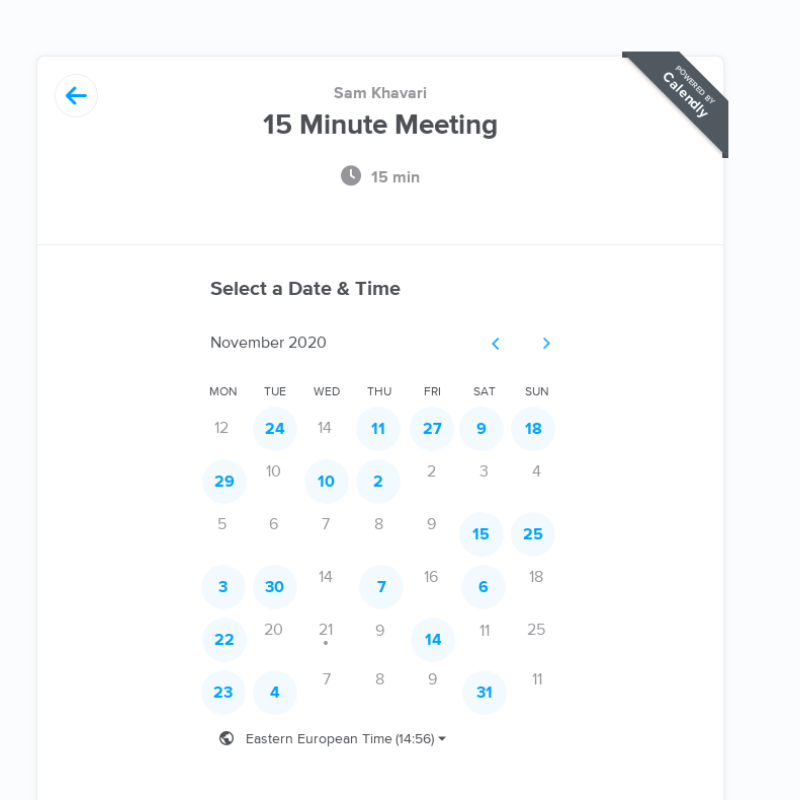 POWERED BY
Calendly
Sam Khavari
15 Minute Meeting
15 min
Select a Date & Time
November 2020
MON TUE WED THU FRI SAT SUN
12 24 14 11 27 9 18
29 10 10 2 2 3 4
5 6 7 8 9 15 25
3 30 14 7 16 6 18
22 20 21 9 14 11 25
23 4 7 8 9 31 11
Eastern European Time (14:56)